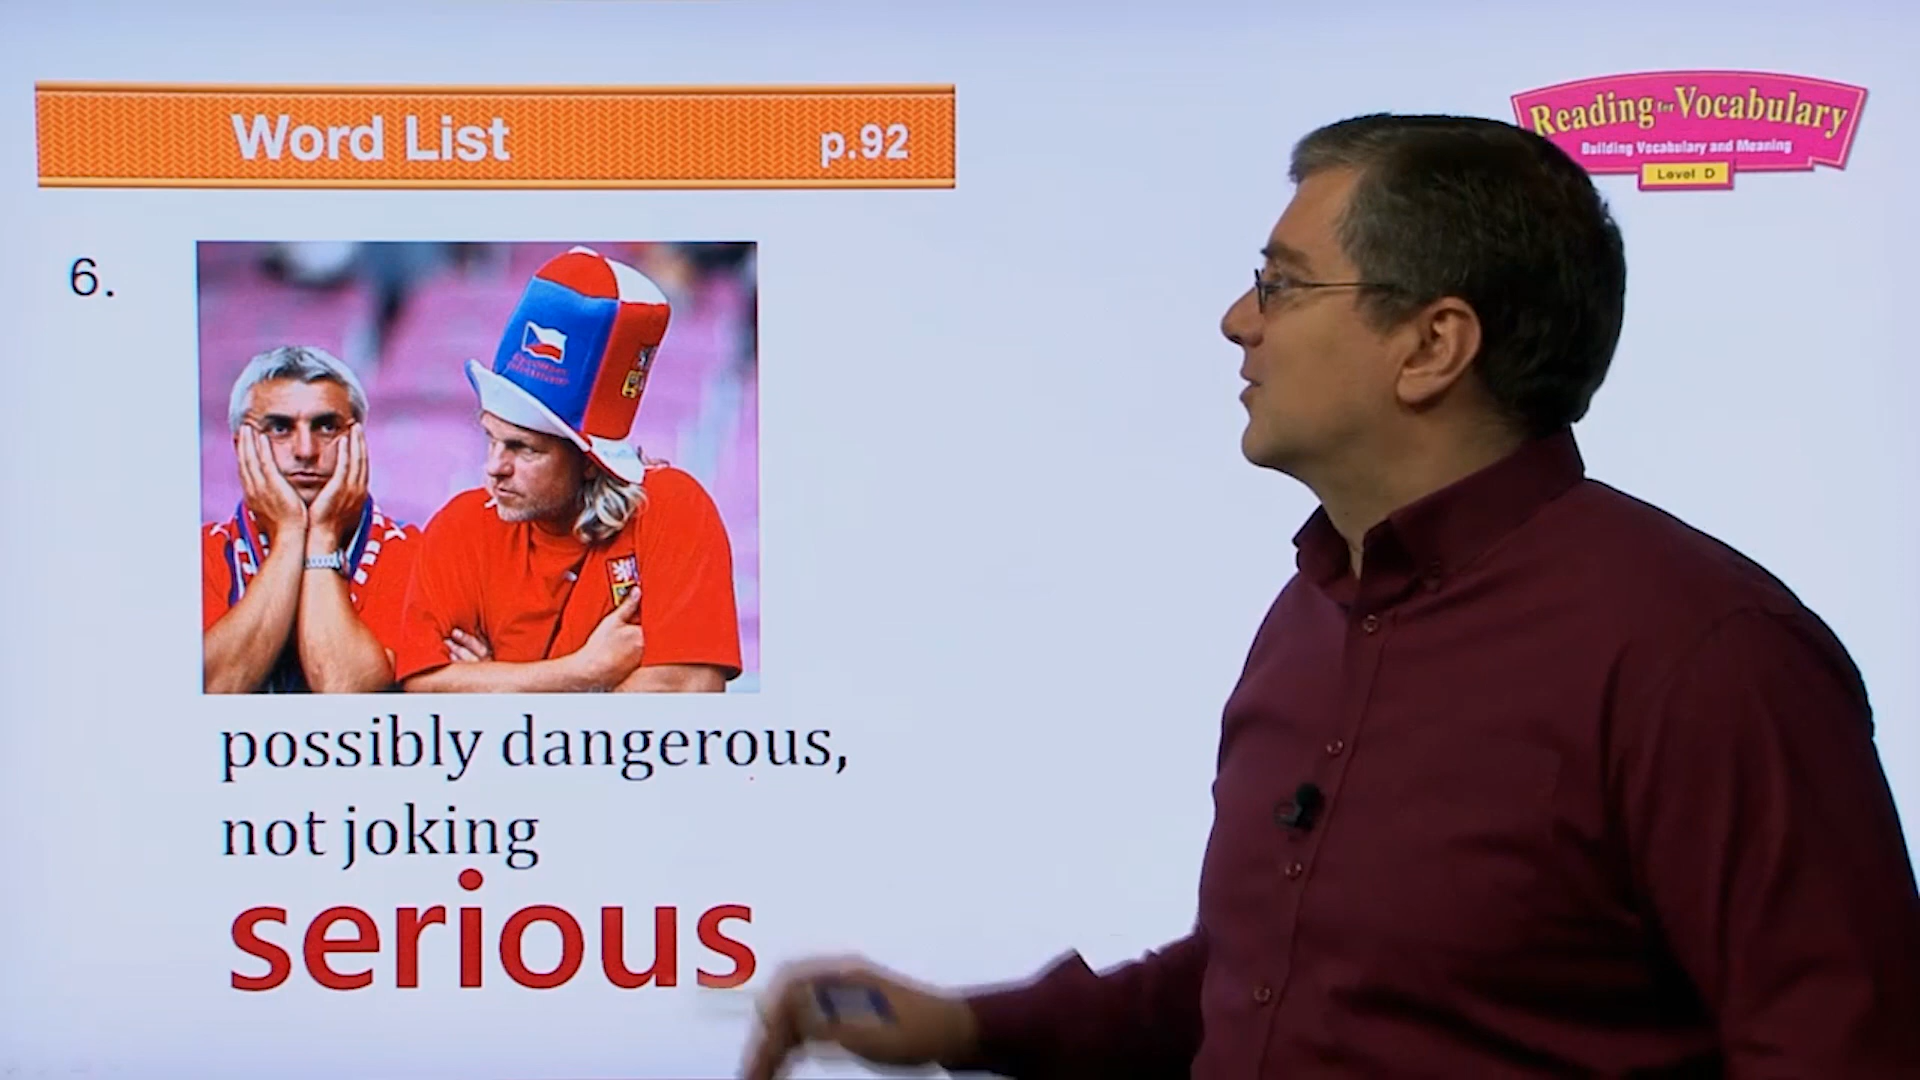 Word List p.92
Reading for Vocabulary
Building Vocabulary and Meaning
Level D
6.
possibly dangerous,
not joking
serious